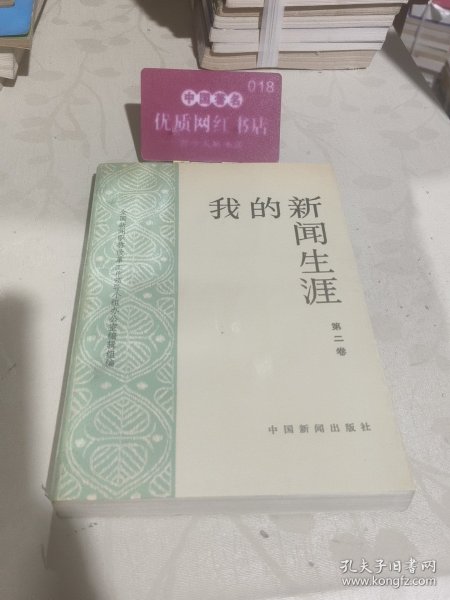 018
中国著名
优质网红书店
我的新闻生涯
第二卷
中国新闻出版社
孔夫子旧书网
www.kongfz.com